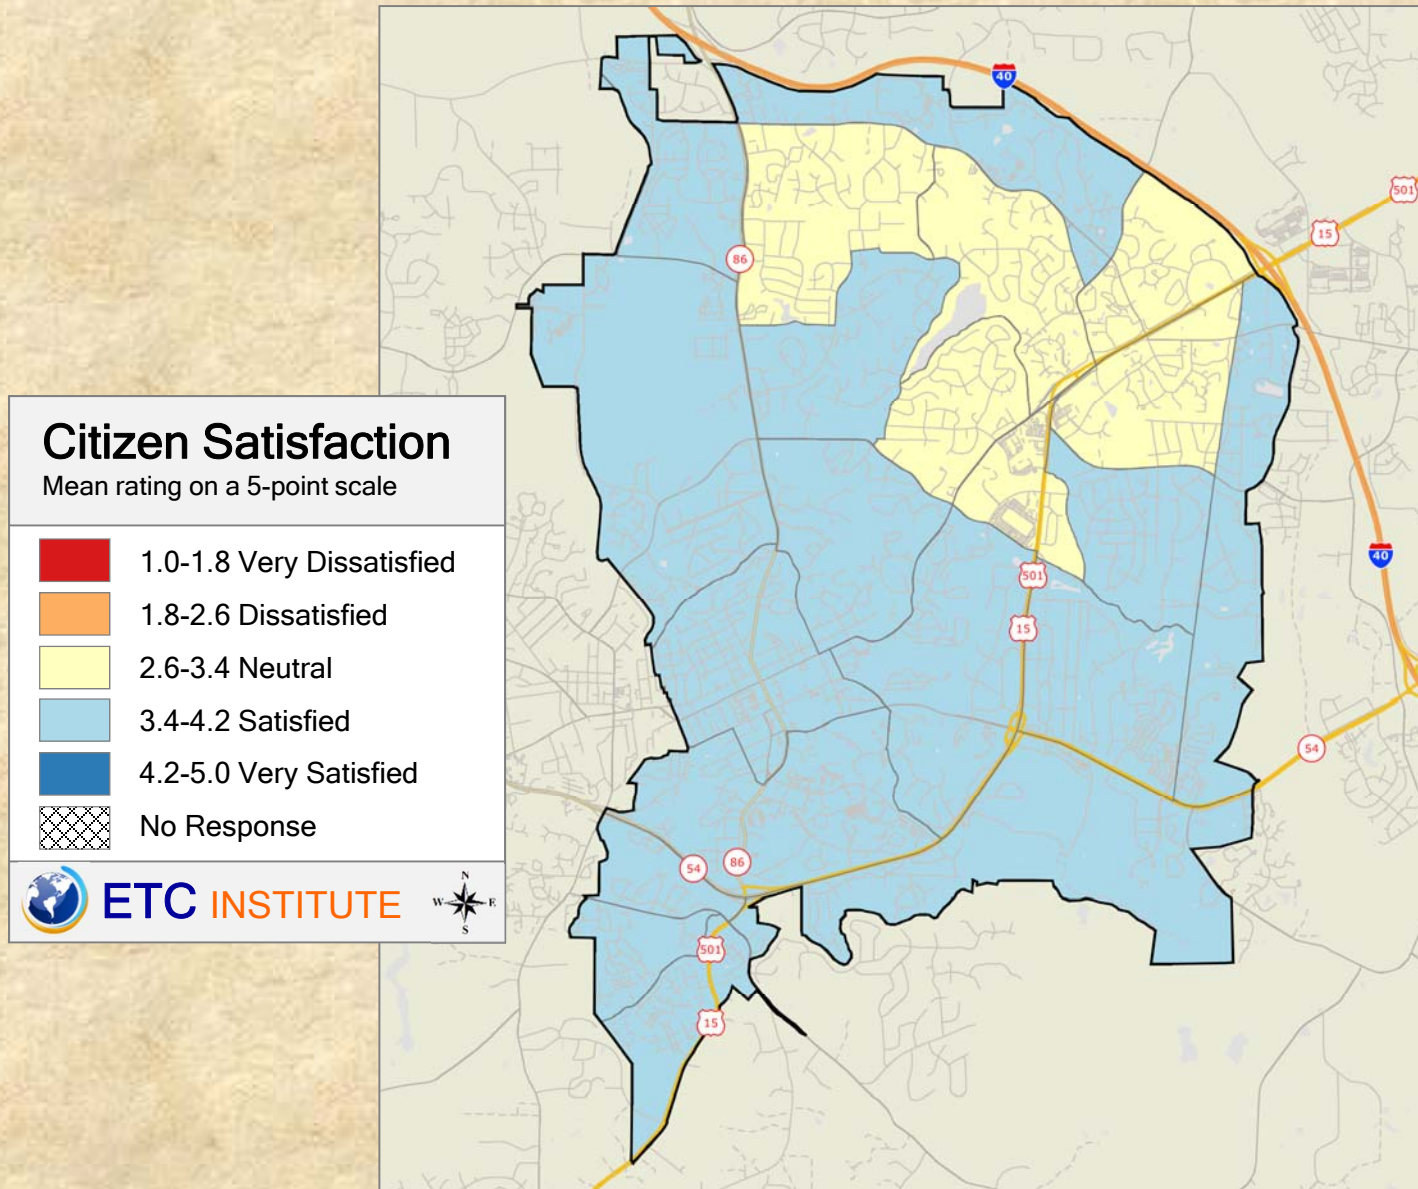 40
501
15
86
Citizen Satisfaction
Mean rating on a 5-point scale
1.0-1.8 Very Dissatisfied
1.8-2.6 Dissatisfied
2.6-3.4 Neutral
3.4-4.2 Satisfied
4.2-5.0 Very Satisfied
No Response
ETC INSTITUTE
N
W E
S
40
501
15
54
54
86
501
15